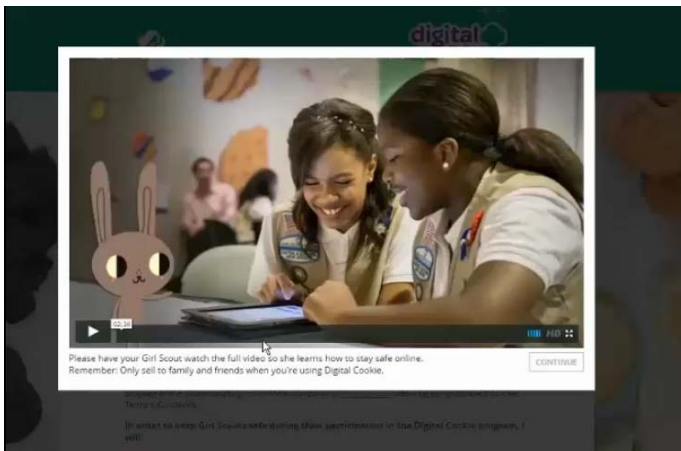 digital
02:36
HD
Please have your Girl Scout watch the full video so she learns how to stay safe online.
Remember: Only sell to family and friends when you're using Digital Cookie.
CONTINUE
In order to keep Girl Scouts safe during their participation in the Digital Cookie program, I
will: